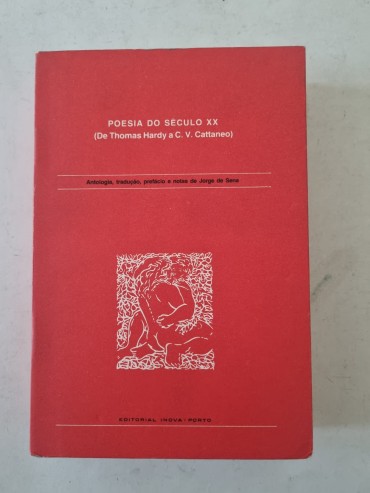 POESIA DO SÉCULO XX
(De Thomas Hardy a C. V. Cattaneo)
Antologia, tradução, prefácio e notas de Jorge de Sena
EDITORIAL INOVA / PORTO